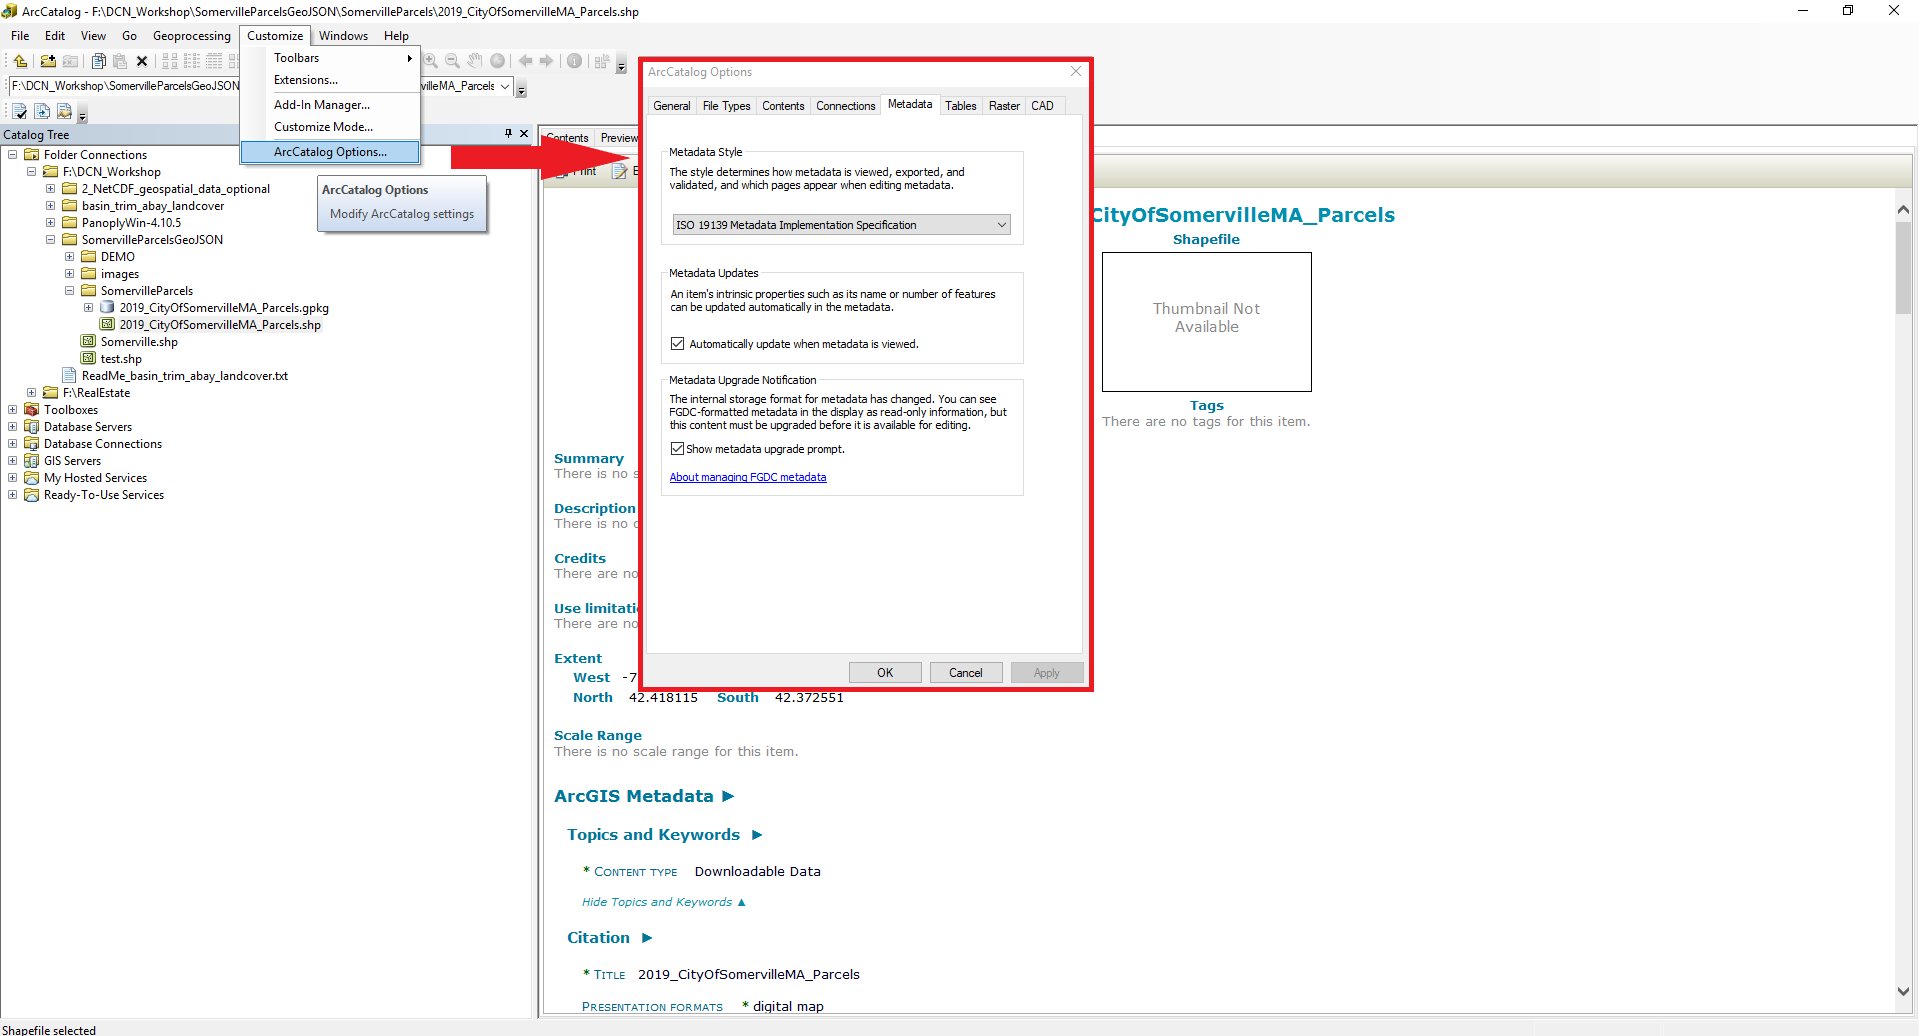 ArcCatalog - F:\DCN_Workshop\SomervilleParcelsGeoJSON\SomervilleParcels\2019_CityOfSomervilleMA_Parcels.shp
File Edit View Go Geoprocessing Customize Windows Help
Toolbars
Extensions...
Add-In Manager...
Customize Mode...
ArcCatalog Options...
ArcCatalog Options
Modify ArcCatalog settings
F:\DCN_Workshop\SomervilleParcelsGeoJSON
Catalog Tree
Folder Connections
F:\DCN_Workshop
2_NetCDF_geospatial_data_optional
basin_trim_abay_landcover
PanoplyWin-4.10.5
SomervilleParcelsGeoJSON
DEMO
images
SomervilleParcels
2019_CityOfSomervilleMA_Parcels.gpkg
2019_CityOfSomervilleMA_Parcels.shp
Somerville.shp
test.shp
ReadMe_basin_trim_abay_landcover.txt
F:\RealEstate
Toolboxes
Database Servers
Database Connections
GIS Servers
My Hosted Services
Ready-To-Use Services
Contents Preview
ArcCatalog Options
General File Types Contents Connections Metadata Tables Raster CAD
Metadata Style
The style determines how metadata is viewed, exported, and
validated, and which pages appear when editing metadata.
ISO 19139 Metadata Implementation Specification
Metadata Updates
An item's intrinsic properties such as its name or number of features
can be updated automatically in the metadata.
Automatically update when metadata is viewed.
Metadata Upgrade Notification
The internal storage format for metadata has changed. You can see
FGDC-formatted metadata in the display as read-only information, but
this content must be upgraded before it is available for editing.
Show metadata upgrade prompt.
About managing FGDC metadata
OK Cancel Apply
CityOfSomervilleMA_Parcels
Shapefile
Thumbnail Not
Available
Tags
There are no tags for this item.
Summary
There is no s
Description
There is no
Credits
There are no
Use limitati
There are no
Extent
West -7
North 42.418115 South 42.372551
Scale Range
There is no scale range for this item.
ArcGIS Metadata ►
Topics and Keywords ►
* CONTENT TYPE Downloadable Data
Hide Topics and Keywords ▲
Citation ►
* TITLE 2019_CityOfSomervilleMA_Parcels
PRESENTATION FORMATS * digital map
Shapefile selected